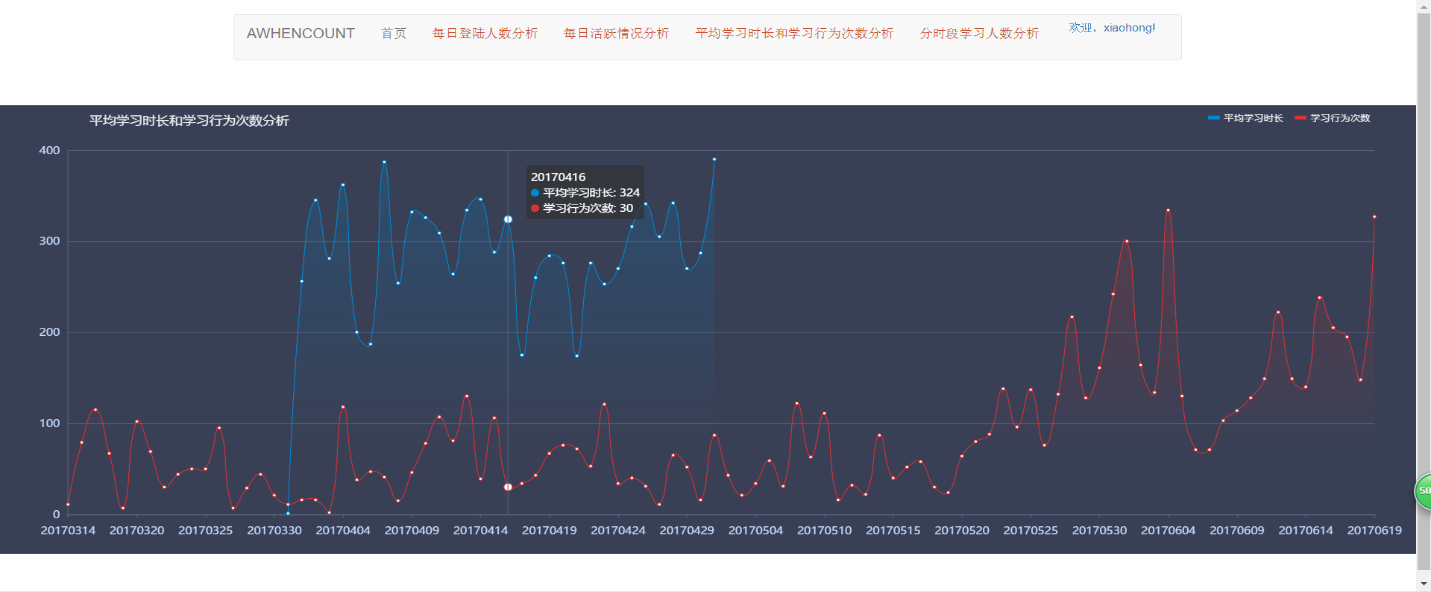 AWHENCOUNT 首页 每日登陆人数分析 每日活跃情况分析 平均学习时长和学习行为次数分析 分时段学习人数分析 欢迎，xiaohong!
平均学习时长和学习行为次数分析 平均学习时长 学习行为次数
400
20170416
平均学习时长: 324
学习行为次数: 30
300
200
100
0
20170314 20170320 20170325 20170330 20170404 20170409 20170414 20170419 20170424 20170429 20170504 20170510 20170515 20170520 20170525 20170530 20170604 20170609 20170614 20170619